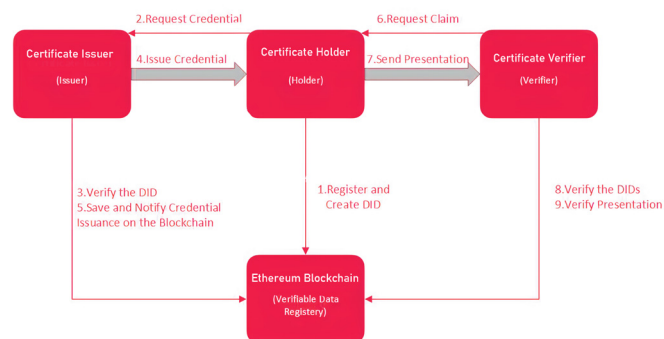 2.Request Credential
6.Request Claim
Certificate Issuer
(Issuer)
4.Issue Credential
Certificate Holder
(Holder)
7.Send Presentation
Certificate Verifier
(Verifier)
3.Verify the DID
5.Save and Notify Credential
Issuance on the Blockchain
1.Register and
Create DID
8.Verify the DIDs
9.Verify Presentation
Ethereum Blockchain
(Verifiable Data
Registery)